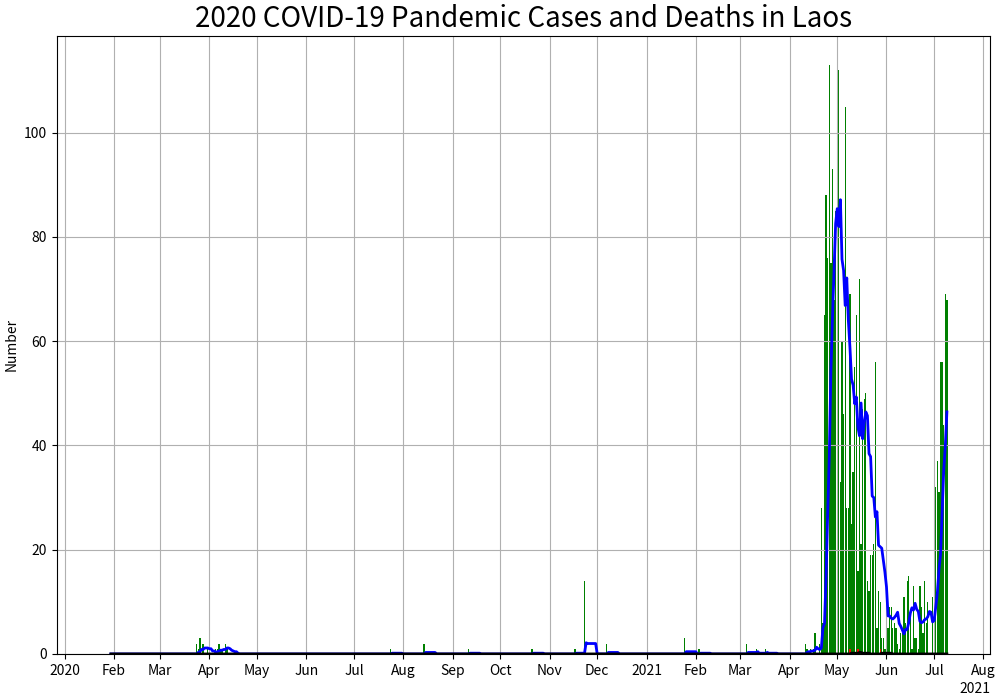 2020 COVID-19 Pandemic Cases and Deaths in Laos
Number
100
80
60
40
20
0
2020 Feb Mar Apr May Jun Jul Aug Sep Oct Nov Dec 2021 Feb Mar Apr May Jun Jul Aug
2021